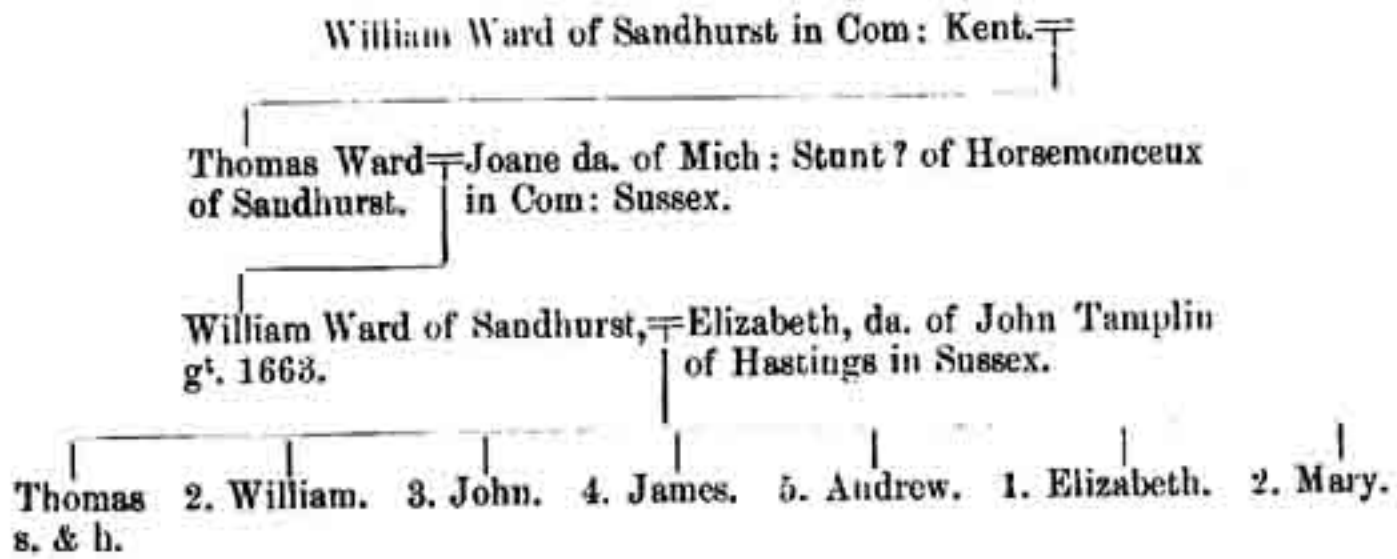 William Ward of Sandhurst in Com: Kent.
Thomas Ward=Joane da. of Mich: Stunt? of Horsemonceux
of Sandhurst. in Com: Sussex.
William Ward of Sandhurst,=Elizabeth, da. of John Tamplin
gt. 1663. of Hastings in Sussex.
Thomas 2. William. 3. John. 4. James. 5. Andrew. 1. Elizabeth. 2. Mary.
s. & h.